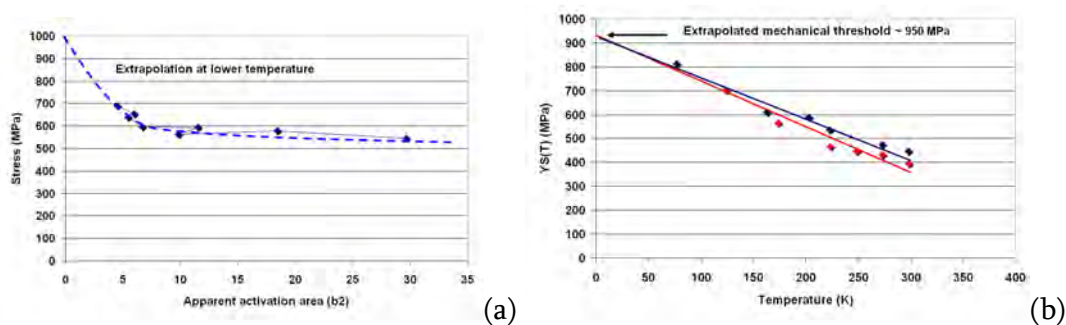 1000
900
800
700
600
500
400
300
200
100
0
Stress (MPa)
Extrapolation at lower temperature
0 5 10 15 20 25 30 35
Apparent activation area (b2)
(a)
1000
900
800
700
600
500
400
300
200
100
0
YS(T) (MPa)
Extrapolated mechanical threshold ~ 950 MPa
0 50 100 150 200 250 300 350 400
Temperature (K)
(b)